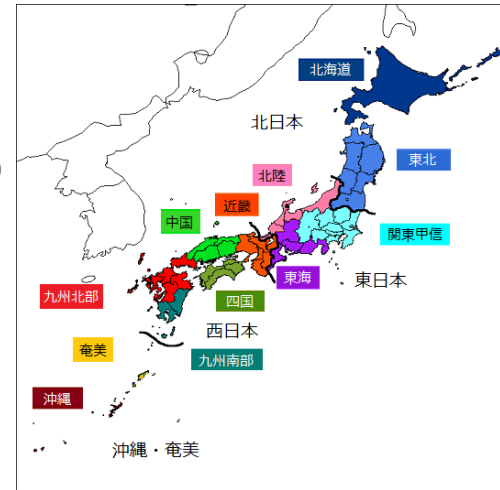 北海道
北日本
東北
北陸
近畿
中国
関東甲信
東海
東日本
九州北部
四国
西日本
奄美
九州南部
沖縄
沖縄・奄美